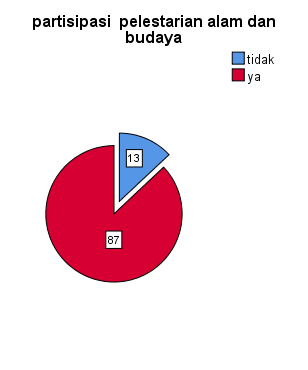 partisipasi pelestarian alam dan
budaya
tidak
ya
13
87